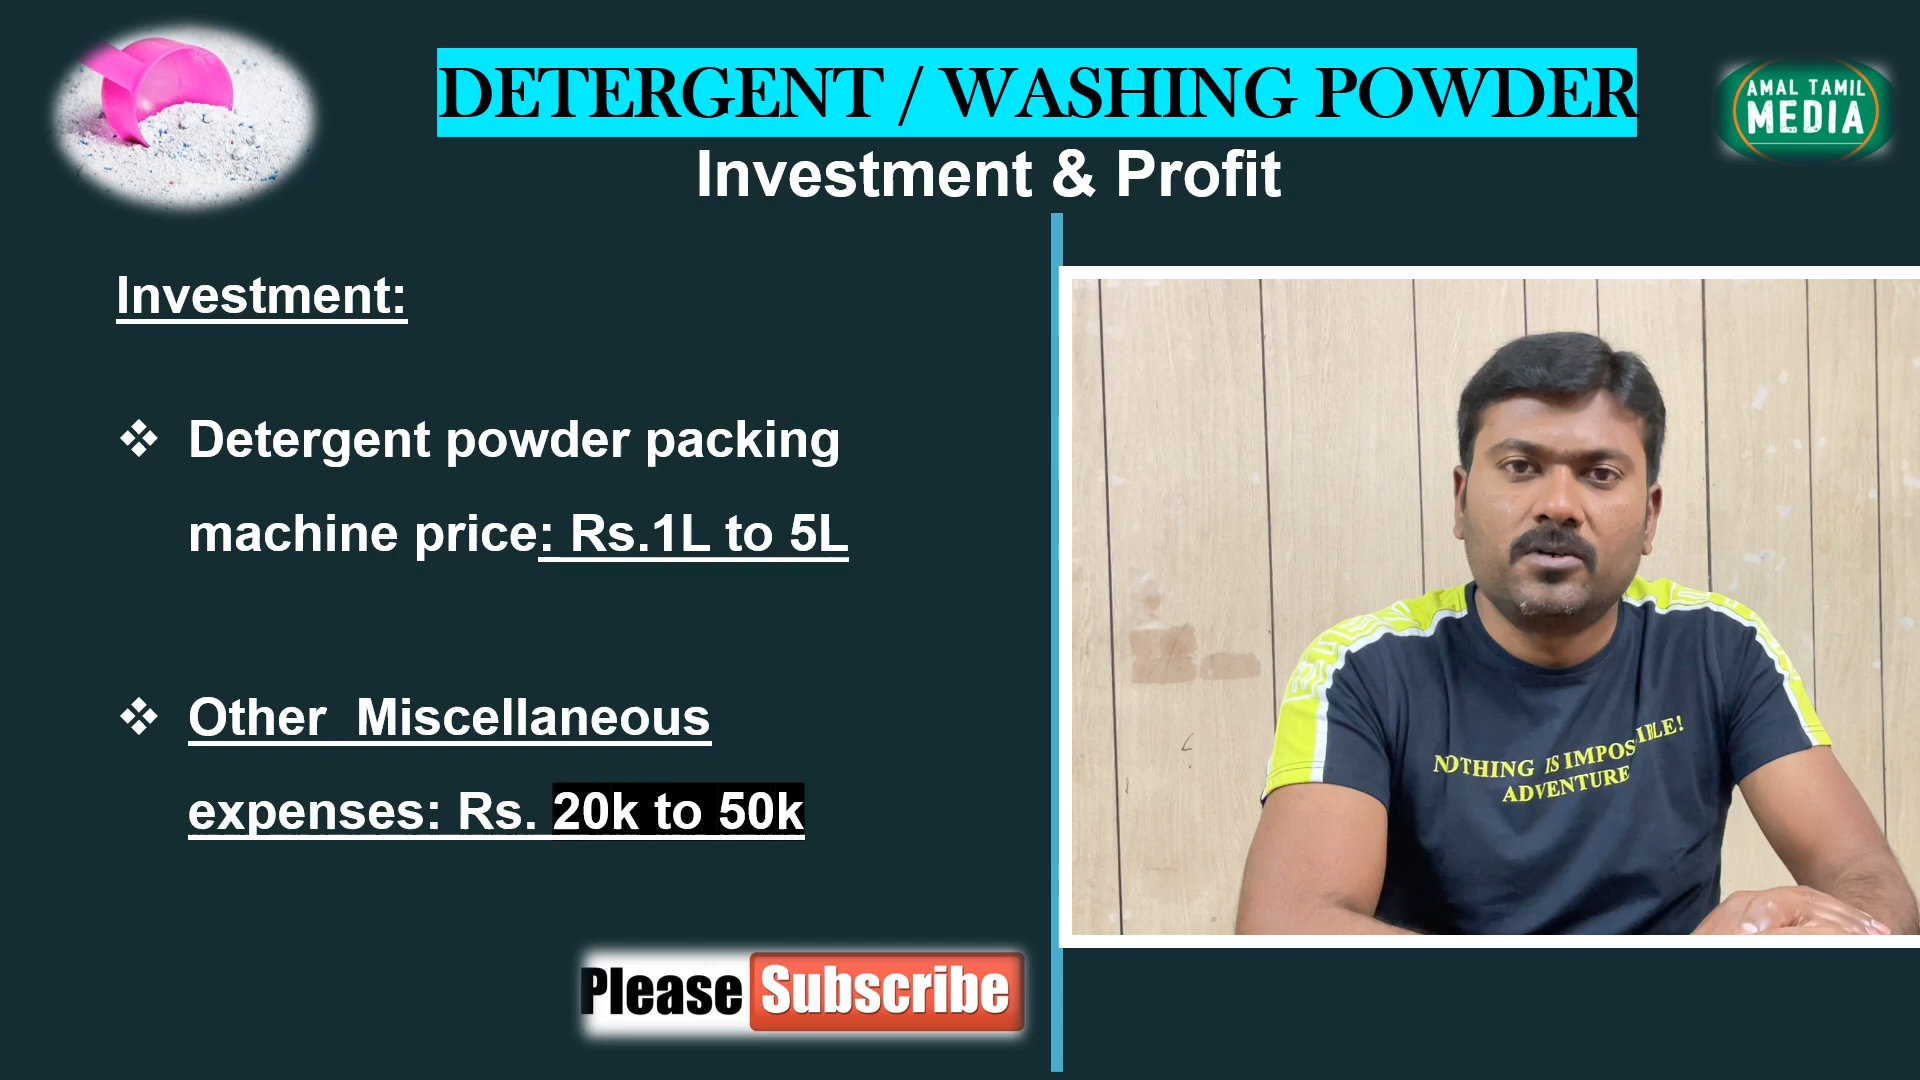 DETERGENT / WASHING POWDER
AMAL TAMIL
MEDIA
Investment & Profit
Investment:
❖ Detergent powder packing
machine price: Rs.1L to 5L
❖ Other Miscellaneous
expenses: Rs. 20k to 50k
NOTHING IS IMPOSSIBLE!
ADVENTURE
Please Subscribe